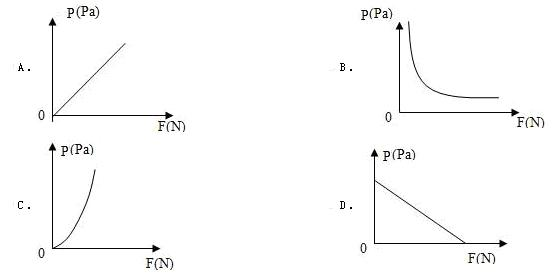 P(Pa)
A.
0
F(N)
P(Pa)
B.
0
F(N)
P(Pa)
C.
0
F(N)
P(Pa)
D.
0
F(N)